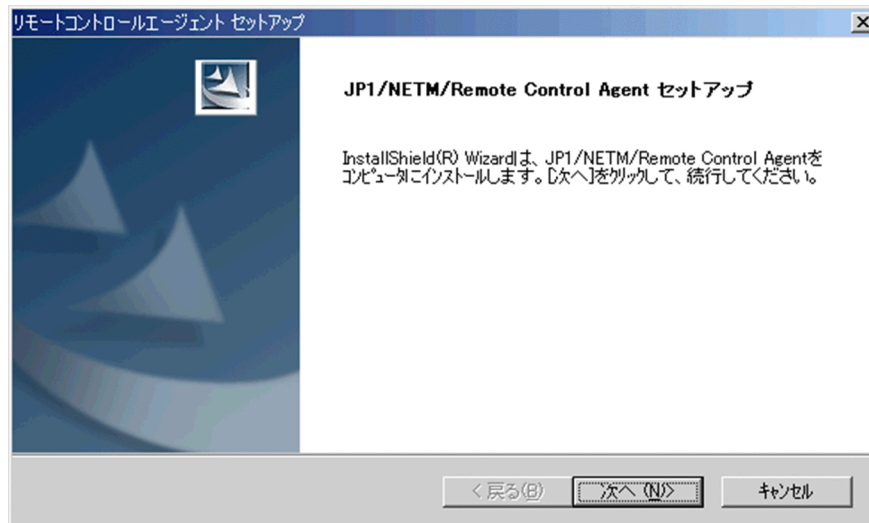 リモートコントロールエージェント セットアップ
JP1/NETM/Remote Control Agent セットアップ
InstallShield(R) Wizardは、JP1/NETM/Remote Control Agentを
コンピュータにインストールします。[次へ]をクリックして、続行してください。
< 戻る(B)
次へ (N)>
キャンセル